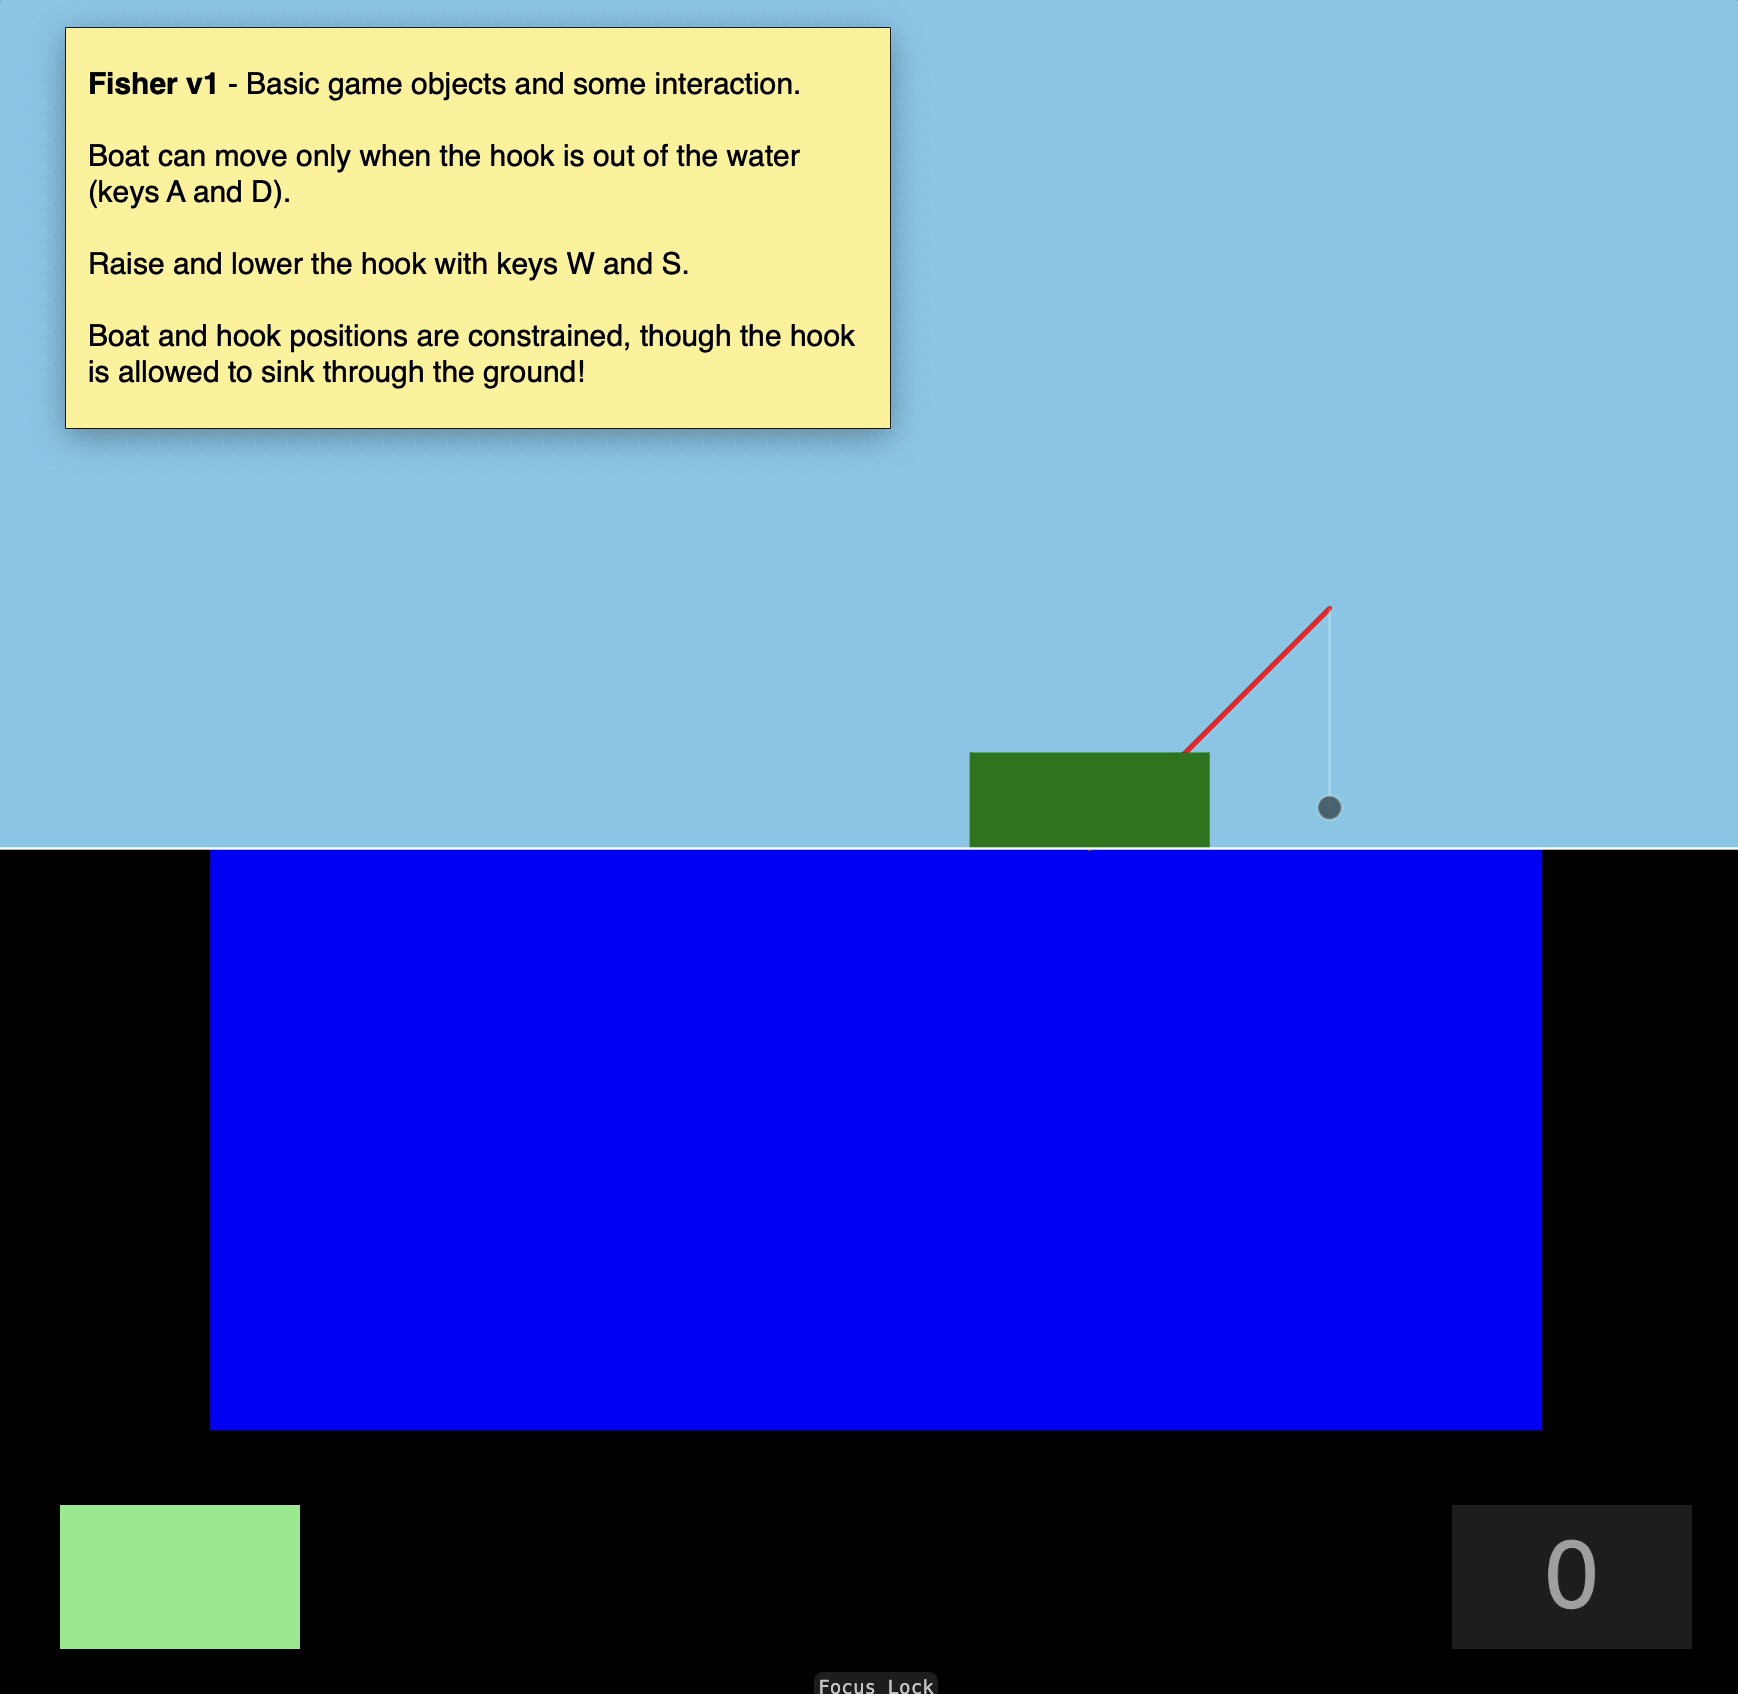 Fisher v1 - Basic game objects and some interaction.
Boat can move only when the hook is out of the water
(keys A and D).
Raise and lower the hook with keys W and S.
Boat and hook positions are constrained, though the hook
is allowed to sink through the ground!
0
Focus Lock